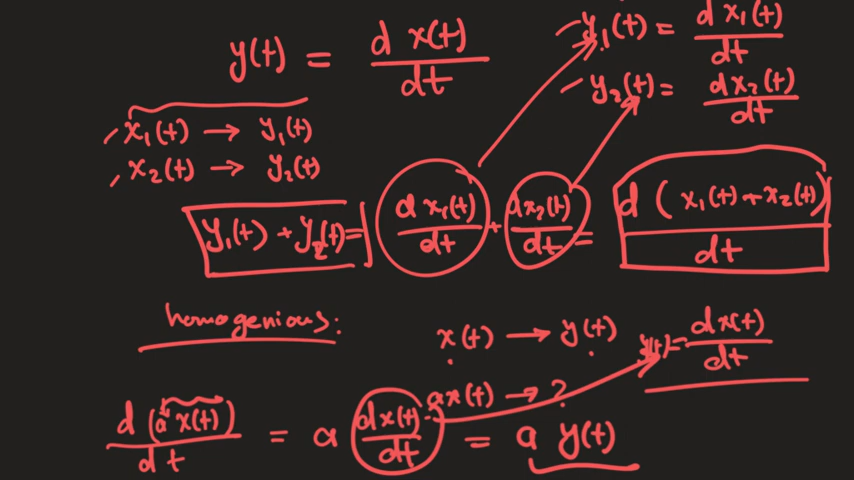 y(t) = d x(t) / dt
y₁(t) = d x₁(t) / dt
y₂(t) = d x₂(t) / dt
x₁(t) → y₁(t)
x₂(t) → y₂(t)
y₁(t) + y₂(t) = d x₁(t) / dt + d x₂(t) / dt = d ( x₁(t) + x₂(t) ) / dt
homogenious:
x(t) → y(t)
y(t) = d x(t) / dt
a x(t) → ?
d (a x(t)) / dt = a d x(t) / dt = a y(t)